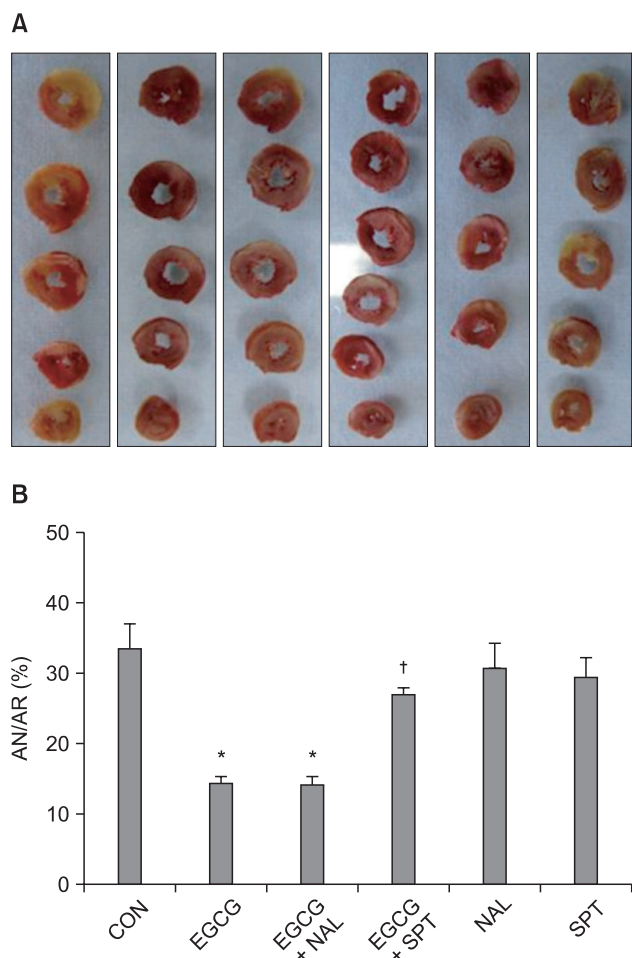 A
B
50
40
30
20
10
0
AN/AR (%)
*
*
†
CON
EGCG
EGCG
+ NAL
EGCG
+ SPT
NAL
SPT